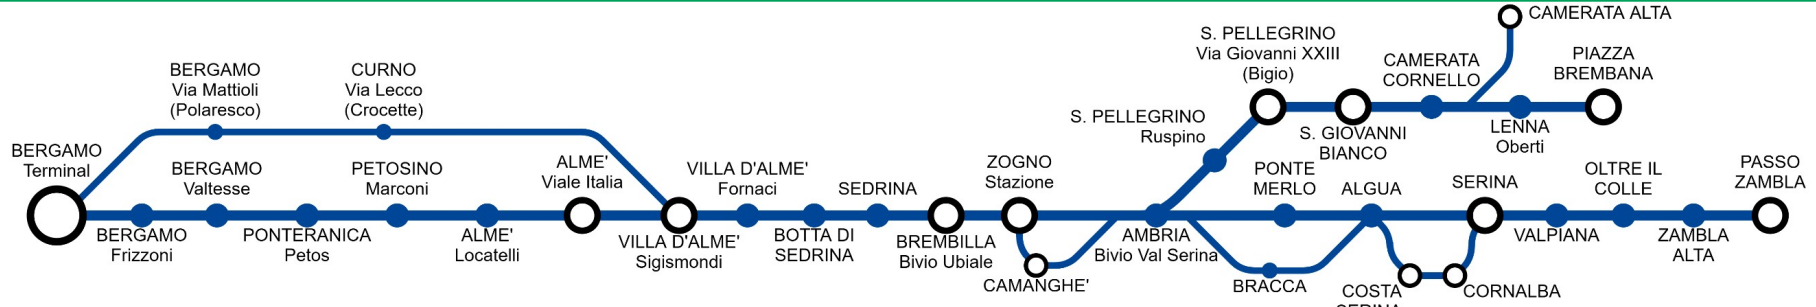 BERGAMO
Terminal
BERGAMO
Via Mattioli
(Polaresco)
CURNO
Via Lecco
(Crocette)
BERGAMO
Frizzoni
BERGAMO
Valtesse
PONTERANICA
Petos
PETOSINO
Marconi
ALME'
Locatelli
ALME'
Viale Italia
VILLA D'ALME'
Sigismondi
VILLA D'ALME'
Fornaci
BOTTA DI
SEDRINA
SEDRINA
BREMBILLA
Bivio Ubiale
ZOGNO
Stazione
CAMANGHE'
AMBRIA
Bivio Val Serina
S. PELLEGRINO
Ruspino
S. PELLEGRINO
Via Giovanni XXIII
(Bigio)
S. GIOVANNI
BIANCO
CAMERATA
CORNELLO
CAMERATA ALTA
LENNA
Oberti
PIAZZA
BREMBANA
PONTE
MERLO
BRACCA
ALGUA
COSTA
SERINA
CORNALBA
SERINA
VALPIANA
OLTRE IL
COLLE
ZAMBLA
ALTA
PASSO
ZAMBLA